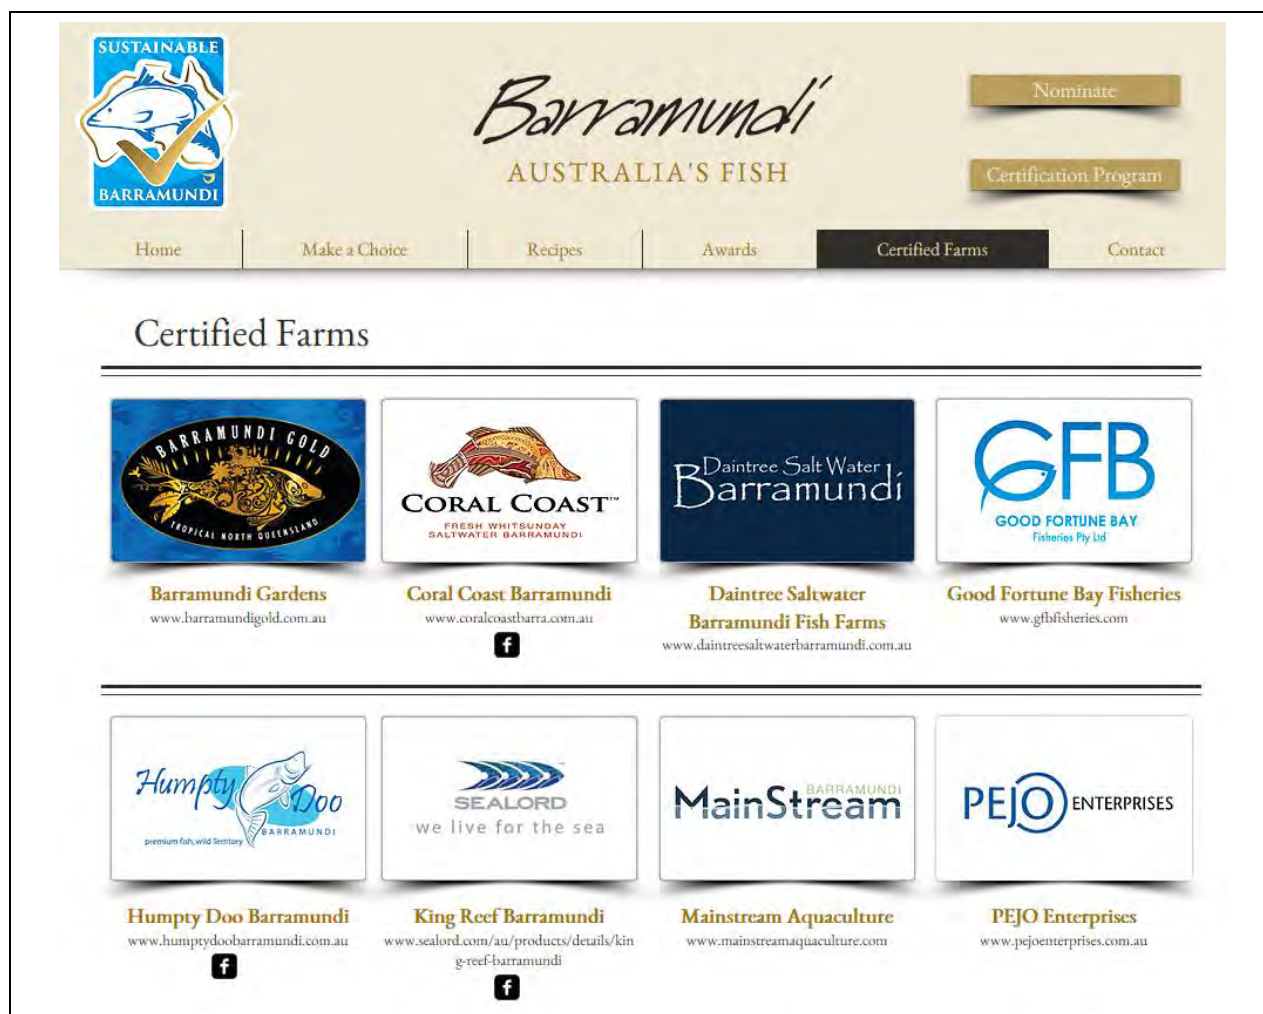 SUSTAINABLE
BARRAMUNDI
Barramundi
AUSTRALIA'S FISH
Nominate
Certification Program
Home
Make a Choice
Recipes
Awards
Certified Farms
Contact
Certified Farms
BARRAMUNDI GOLD
TROPICAL NORTH QUEENSLAND
CORAL COAST™
FRESH WHITSUNDAY
SALTWATER BARRAMUNDI
Daintree Salt Water
Barramundi
GFB
GOOD FORTUNE BAY
Fisheries Pty Ltd
Barramundi Gardens
www.barramundigold.com.au
Coral Coast Barramundi
www.coralcoastbarra.com.au
f
Daintree Saltwater
Barramundi Fish Farms
www.daintreesaltwaterbarramundi.com.au
Good Fortune Bay Fisheries
www.gfbfisheries.com
Humpty
Doo
BARRAMUNDI
premium fish, wild Territory
SEALORD
we live for the sea
BARRAMUNDI
MainStream
PEJO ENTERPRISES
Humpty Doo Barramundi
www.humptydoobarramundi.com.au
f
King Reef Barramundi
www.sealord.com/au/products/details/kin
g-reef-barramundi
f
Mainstream Aquaculture
www.mainstreamaquaculture.com
PEJO Enterprises
www.pejoenterprises.com.au